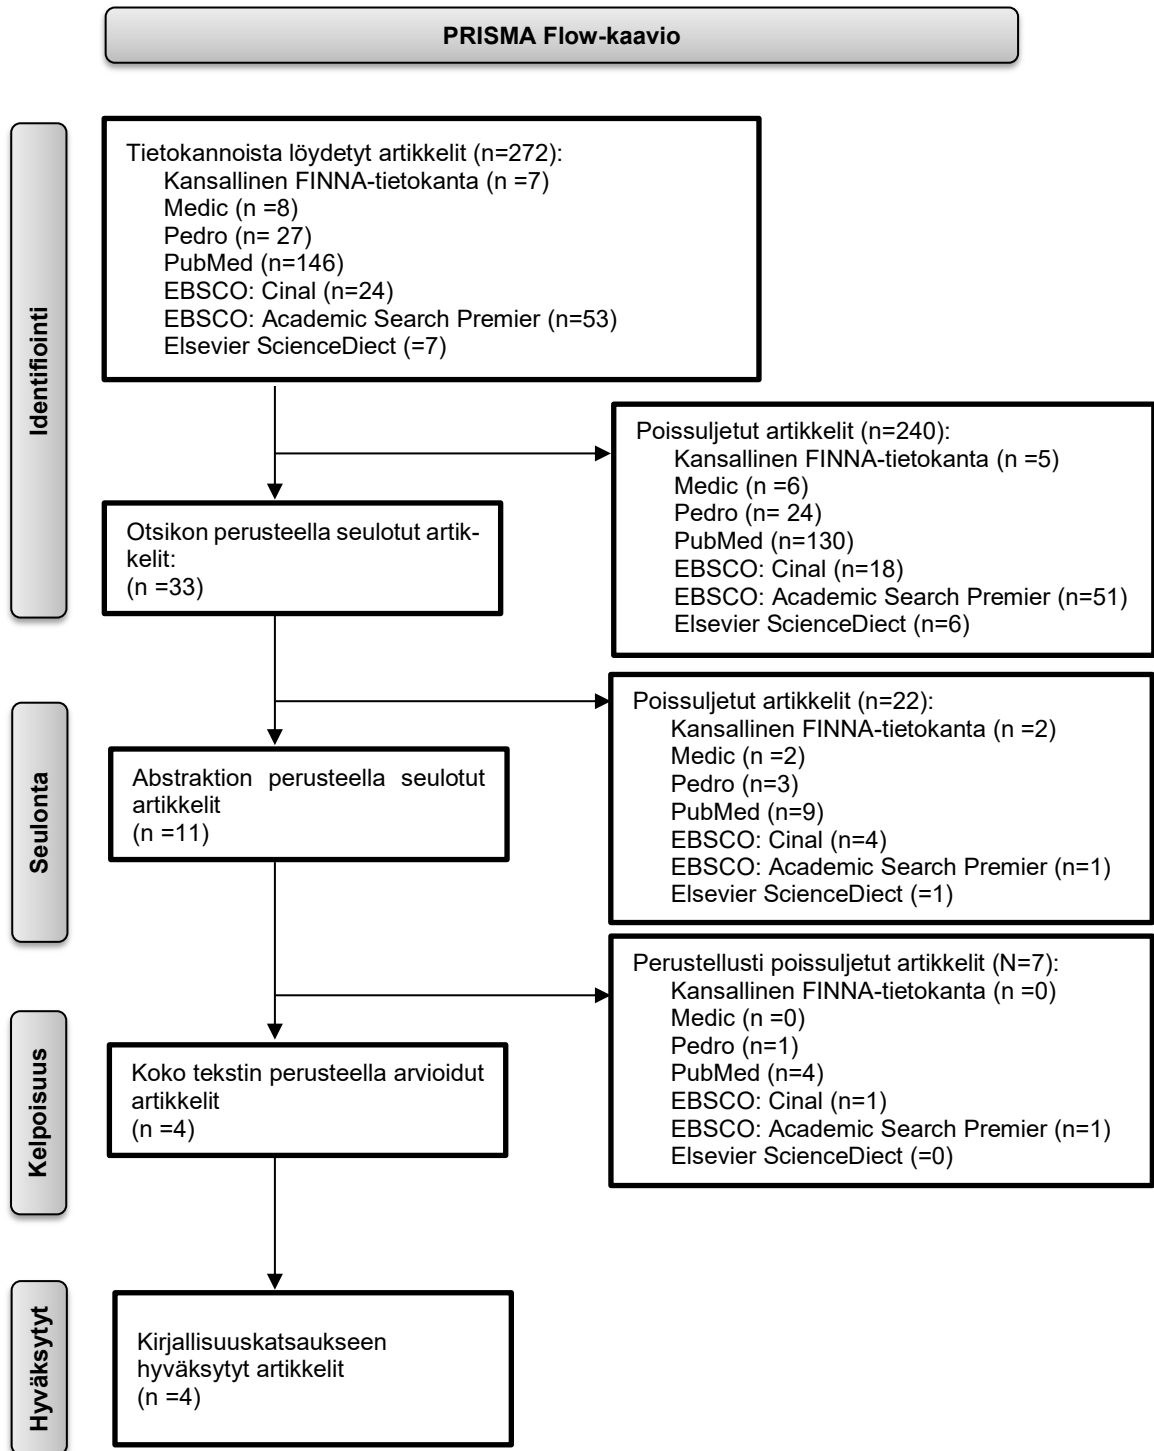 PRISMA Flow-kaavio
Identifiointi
Tietokannoista löydetyt artikkelit (n=272):
Kansallinen FINNA-tietokanta (n =7)
Medic (n =8)
Pedro (n= 27)
PubMed (n=146)
EBSCO: Cinal (n=24)
EBSCO: Academic Search Premier (n=53)
Elsevier ScienceDiect (=7)
Poissuljetut artikkelit (n=240):
Kansallinen FINNA-tietokanta (n =5)
Medic (n =6)
Pedro (n= 24)
PubMed (n=130)
EBSCO: Cinal (n=18)
EBSCO: Academic Search Premier (n=51)
Elsevier ScienceDiect (n=6)
Otsikon perusteella seulotut artik-
kelit:
(n =33)
Seulonta
Poissuljetut artikkelit (n=22):
Kansallinen FINNA-tietokanta (n =2)
Medic (n =2)
Pedro (n=3)
PubMed (n=9)
EBSCO: Cinal (n=4)
EBSCO: Academic Search Premier (n=1)
Elsevier ScienceDiect (=1)
Abstraktion perusteella seulotut
artikkelit
(n =11)
Kelpoisuus
Perustellusti poissuljetut artikkelit (N=7):
Kansallinen FINNA-tietokanta (n =0)
Medic (n =0)
Pedro (n=1)
PubMed (n=4)
EBSCO: Cinal (n=1)
EBSCO: Academic Search Premier (n=1)
Elsevier ScienceDiect (=0)
Koko tekstin perusteella arvioidut
artikkelit
(n =4)
Hyväksytyt
Kirjallisuuskatsaukseen
hyväksytyt artikkelit
(n =4)